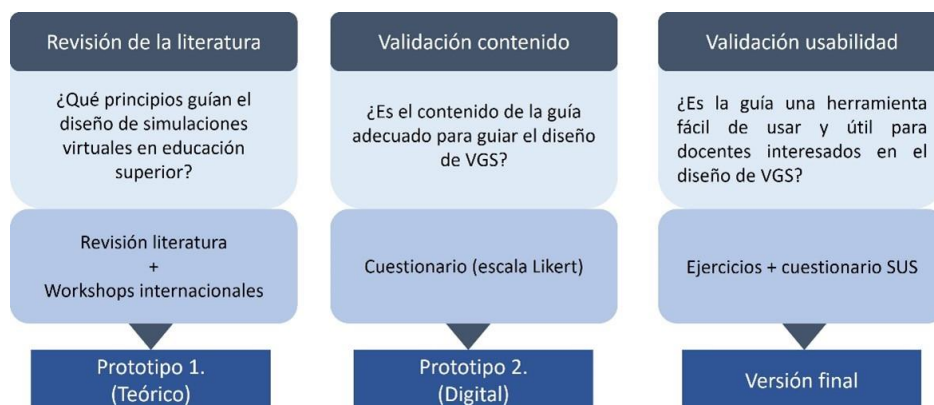 Revisión de la literatura
¿Qué principios guían el
diseño de simulaciones
virtuales en educación
superior?
Revisión literatura
+
Workshops internacionales
Prototipo 1.
(Teórico)
Validación contenido
¿Es el contenido de la guía
adecuado para guiar el diseño
de VGS?
Cuestionario (escala Likert)
Prototipo 2.
(Digital)
Validación usabilidad
¿Es la guía una herramienta
fácil de usar y útil para
docentes interesados en el
diseño de VGS?
Ejercicios + cuestionario SUS
Versión final